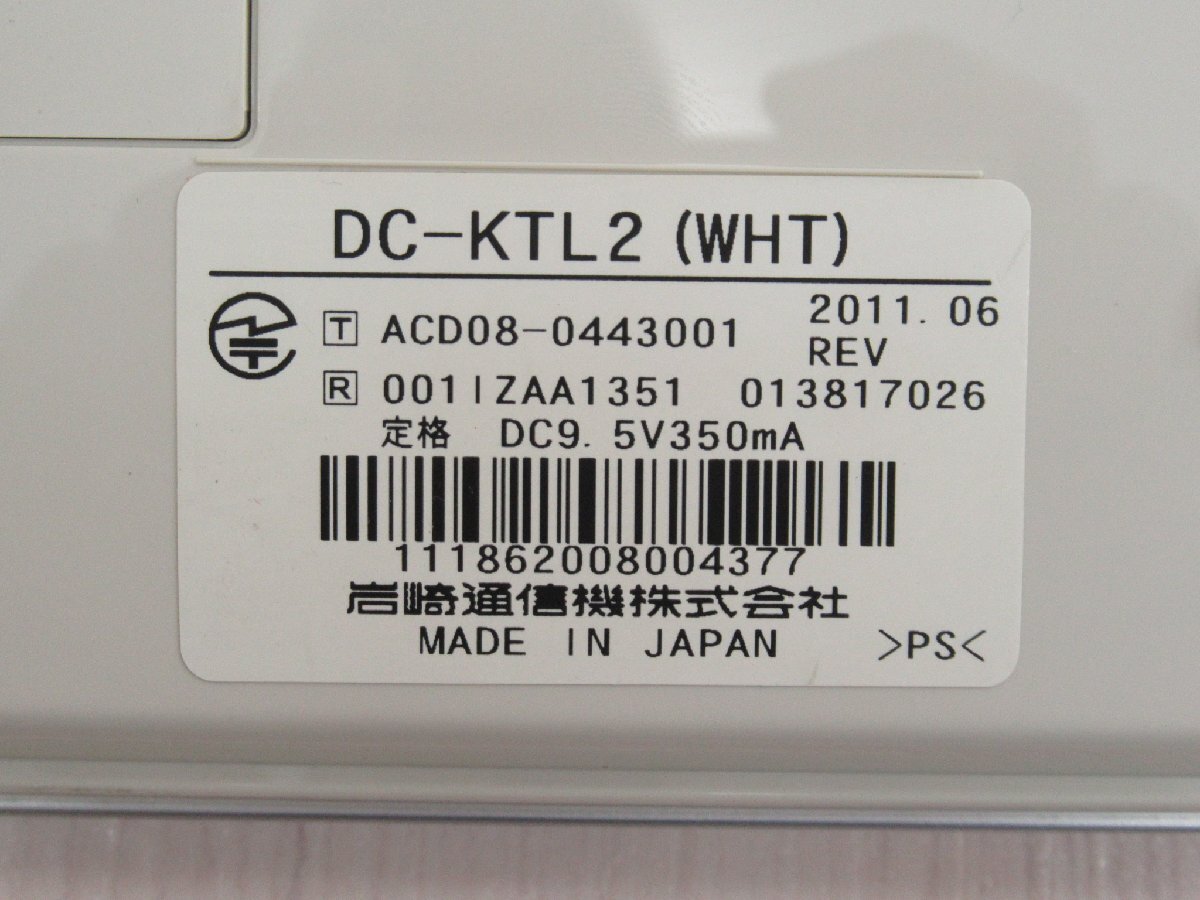 DC-KTL2 (WHT)
T ACD08-0443001 2011.06
REV
R 001IZAA1351 013817026
定格 DC9.5V350mA
111862008004377
岩崎通信機株式会社
MADE IN JAPAN >PS<